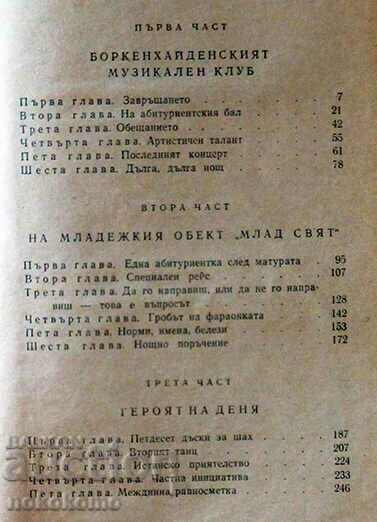 ПЪРВА ЧАСТ
БОРКЕНХАЙДЕНСКИЯТ
МУЗИКАЛЕН КЛУБ
Първа глава. Завръщането . . . . . 7
Втора глава. На абитуриентския бал . . 21
Трета глава. Обещанието . . . . . 42
Четвърта глава. Артистичен талант . . 55
Пета глава. Последният концерт . . . 61
Шеста глава. Дълга, дълга нощ . . . 78
ВТОРА ЧАСТ
НА МЛАДЕЖКИЯ ОБЕКТ „МЛАД СВЯТ“
Първа глава. Една абитуриентка след матурата 95
Втора глава. Специален рейс . . . . 107
Трета глава. Да го направиш, или да не го напра-
виш — това е въпросът . . . . . 128
Четвърта глава. Гробът на фараонката . 142
Пета глава. Норми, имена, белези . . 153
Шеста глава. Нощно поръчение . . . 172
ТРЕТА ЧАСТ
ГЕРОЯТ НА ДЕНЯ
Първа глава. Петдесет дъски за шах . . 187
Втора глава. Вторият танц . . . . 207
Трета глава. Истинско приятелство . . 224
Четвърта глава. Частна инициатива . . 233
Пета глава. Междинна равносметка . . 246
nokokomo